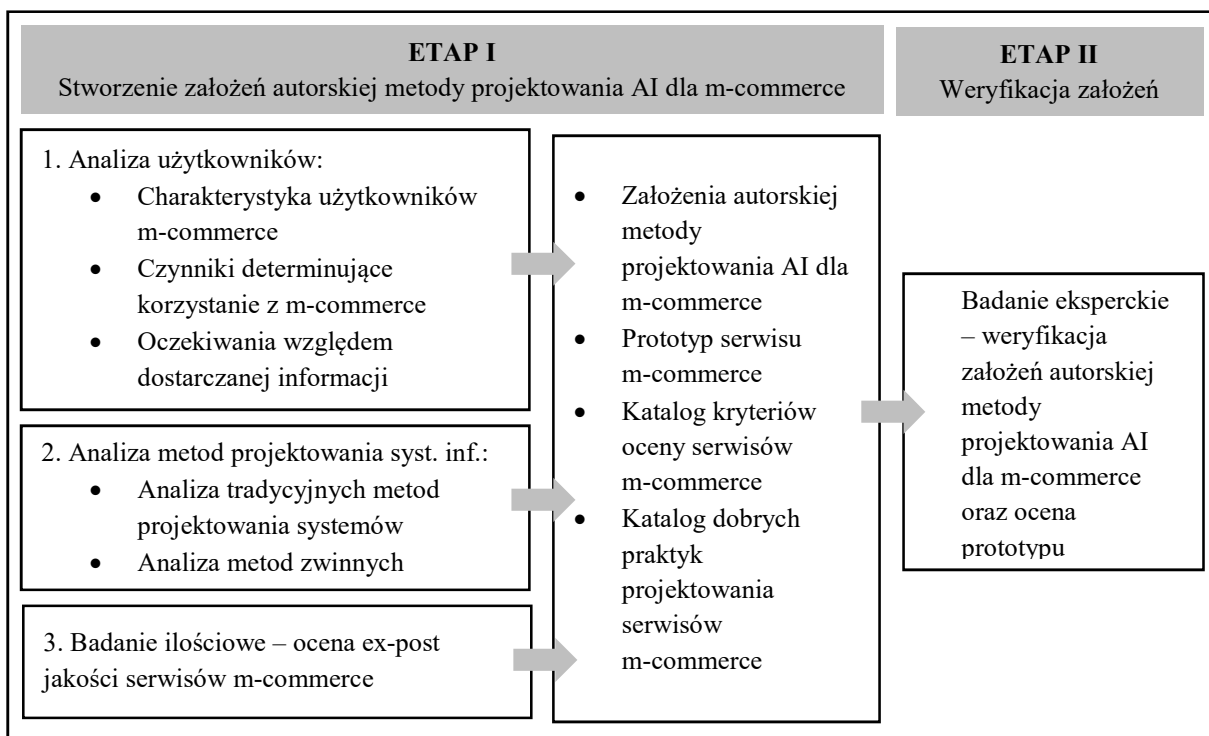 ETAP I
Stworzenie założeń autorskiej metody projektowania AI dla m-commerce
ETAP II
Weryfikacja założeń
1. Analiza użytkowników:
• Charakterystyka użytkowników
m-commerce
• Czynniki determinujące
korzystanie z m-commerce
• Oczekiwania względem
dostarczanej informacji
2. Analiza metod projektowania syst. inf.:
• Analiza tradycyjnych metod
projektowania systemów
• Analiza metod zwinnych
3. Badanie ilościowe – ocena ex-post
jakości serwisów m-commerce
• Założenia autorskiej
metody
projektowania AI dla
m-commerce
• Prototyp serwisu
m-commerce
• Katalog kryteriów
oceny serwisów
m-commerce
• Katalog dobrych
praktyk
projektowania
serwisów
m-commerce
Badanie eksperckie
– weryfikacja
założeń autorskiej
metody
projektowania AI
dla m-commerce
oraz ocena
prototypu